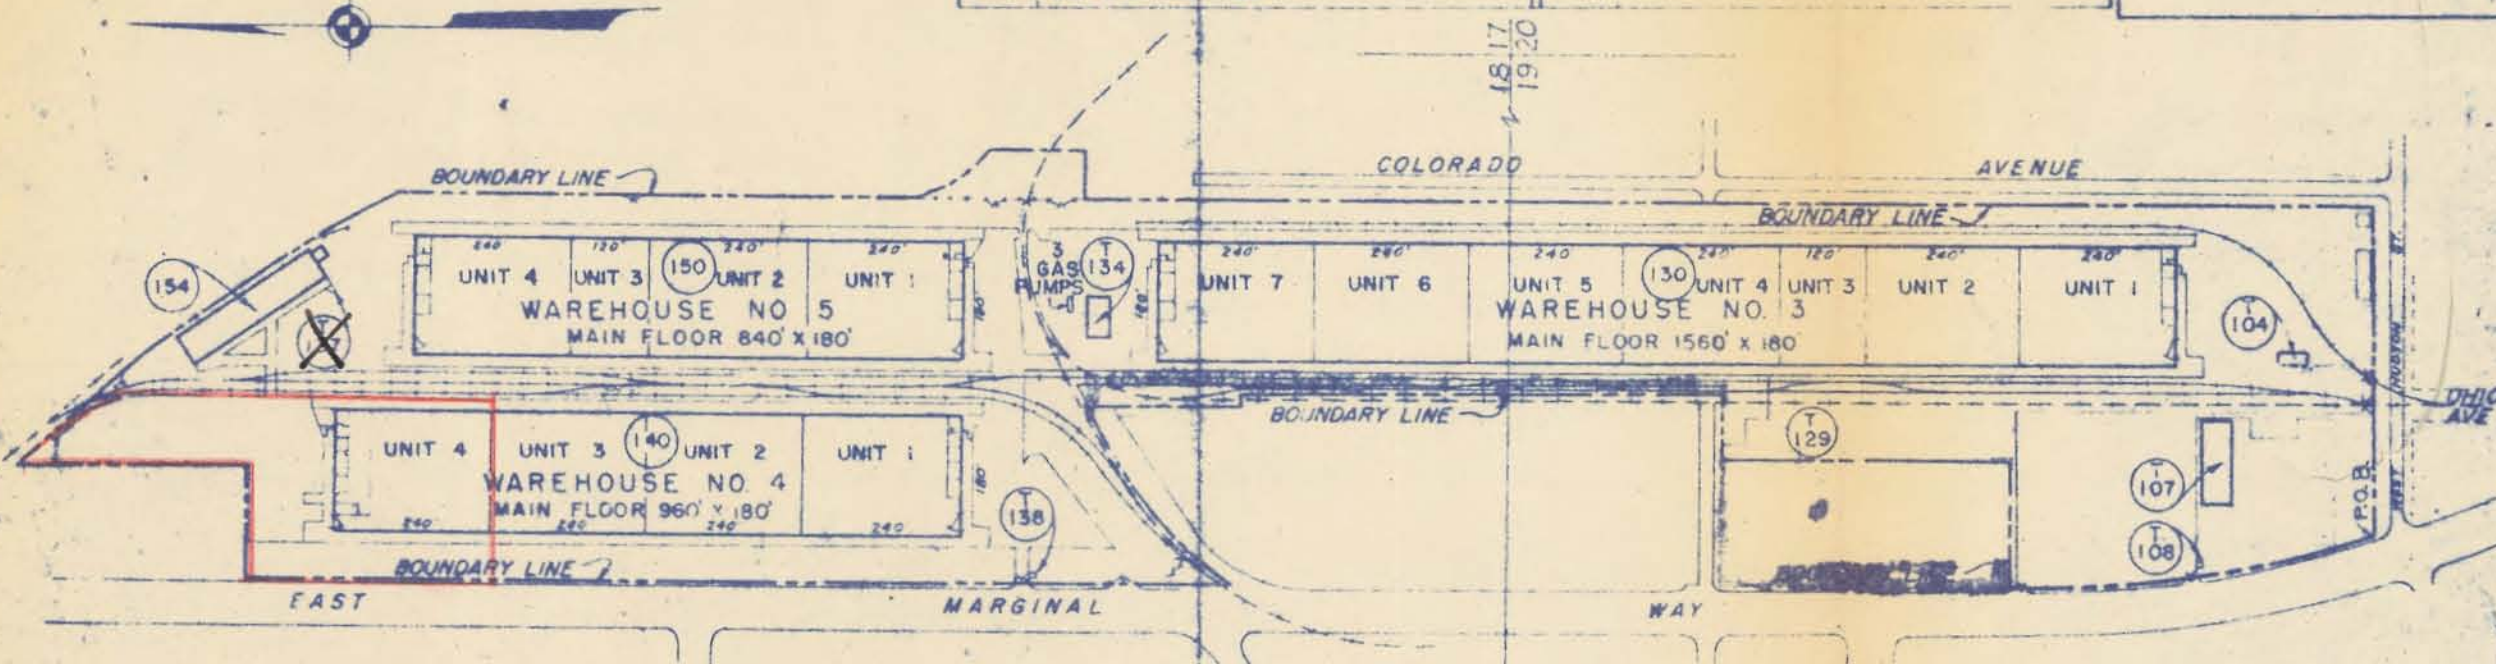 18 17
19 20
BOUNDARY LINE
COLORADO
AVENUE
BOUNDARY LINE
240'
120'
240'
240'
UNIT 4
UNIT 3
150
UNIT 2
UNIT 1
WAREHOUSE NO 5
MAIN FLOOR 840' X 180'
180'
154
3
GAS
PUMPS
T
134
180'
240'
240'
240
240'
120'
240'
240'
UNIT 7
UNIT 6
UNIT 5
130
UNIT 4
UNIT 3
UNIT 2
UNIT 1
WAREHOUSE NO. 3
MAIN FLOOR 1560' X 180'
T
104
HUDSON
ST.
OHIO
AVE
BOUNDARY LINE
UNIT 4
UNIT 3
140
UNIT 2
UNIT 1
WAREHOUSE NO. 4
MAIN FLOOR 960' X 180'
240
240
240'
240
180'
T
138
T
129
T
107
T
108
P.O.B.
WEST
BOUNDARY LINE
EAST
MARGINAL
WAY